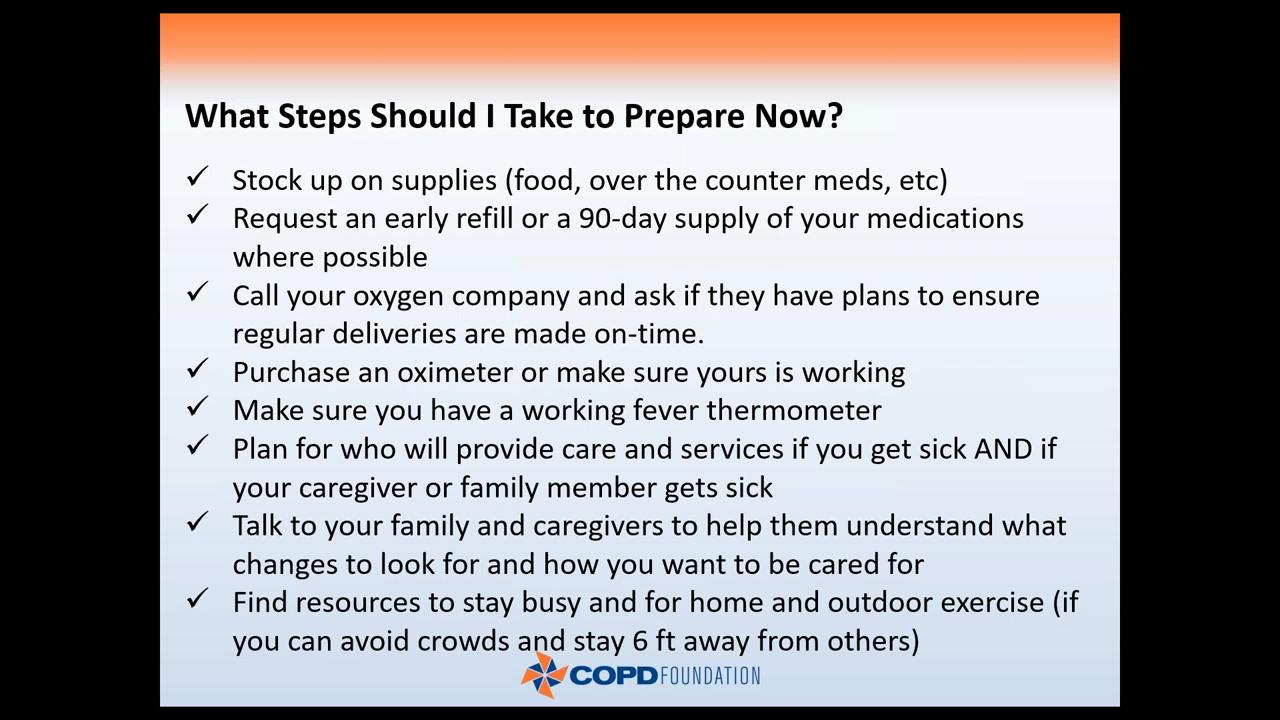 What Steps Should I Take to Prepare Now?
✓ Stock up on supplies (food, over the counter meds, etc)
✓ Request an early refill or a 90-day supply of your medications
where possible
✓ Call your oxygen company and ask if they have plans to ensure
regular deliveries are made on-time.
✓ Purchase an oximeter or make sure yours is working
✓ Make sure you have a working fever thermometer
✓ Plan for who will provide care and services if you get sick AND if
your caregiver or family member gets sick
✓ Talk to your family and caregivers to help them understand what
changes to look for and how you want to be cared for
✓ Find resources to stay busy and for home and outdoor exercise (if
you can avoid crowds and stay 6 ft away from others)
COPD FOUNDATION